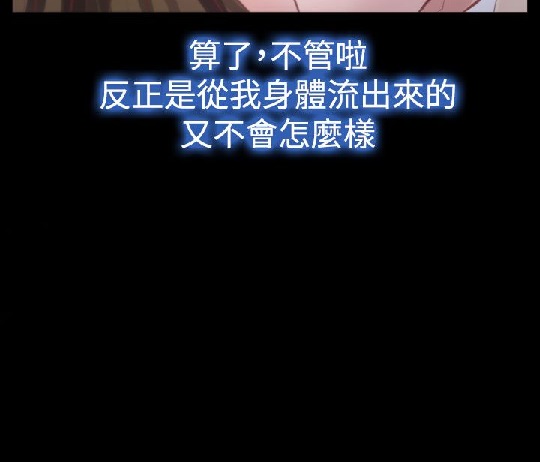 算了，不管啦
反正是從我身體流出來的
又不會怎麼樣